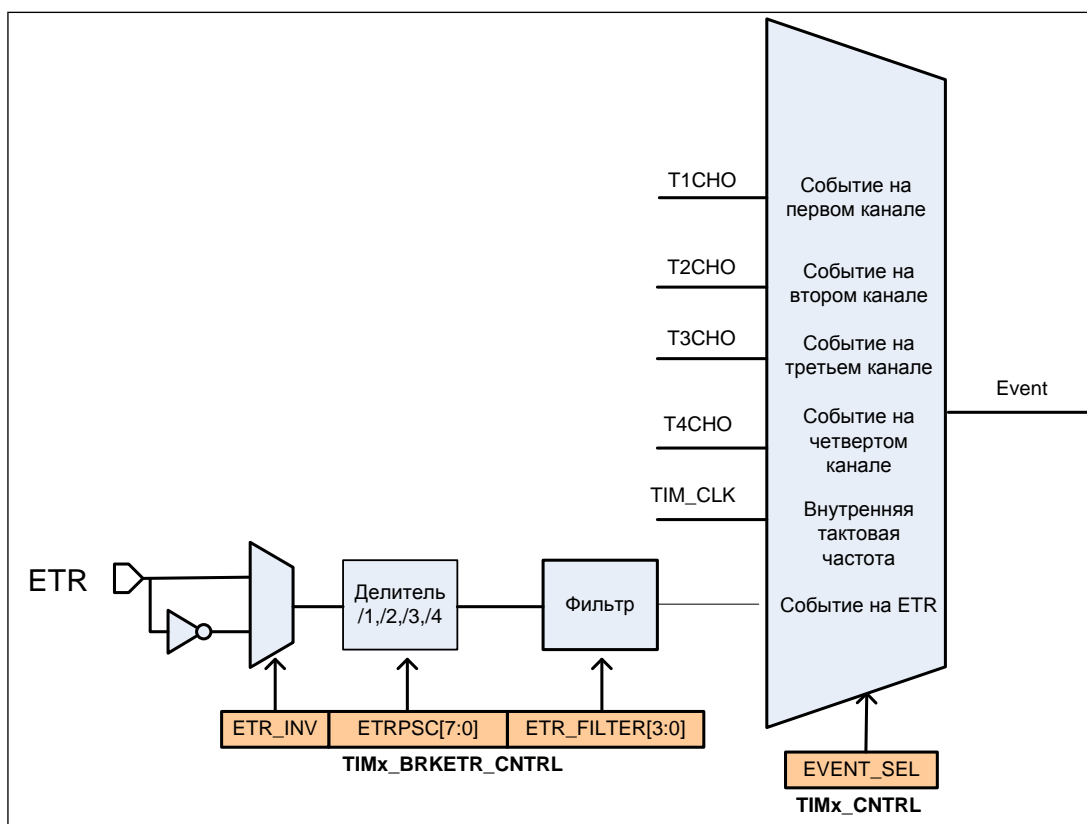 T1CHO
Событие на
первом канале
T2CHO
Событие на
втором канале
T3CHO
Событие на
третьем канале
Event
T4CHO
Событие на
четвертом
канале
TIM_CLK
Внутренняя
тактовая
частота
ETR
Делитель
/1,/2,/3,/4
Фильтр
Событие на ETR
ETR_INV
ETRPSC[7:0]
ETR_FILTER[3:0]
TIMx_BRKETR_CNTRL
EVENT_SEL
TIMx_CNTRL